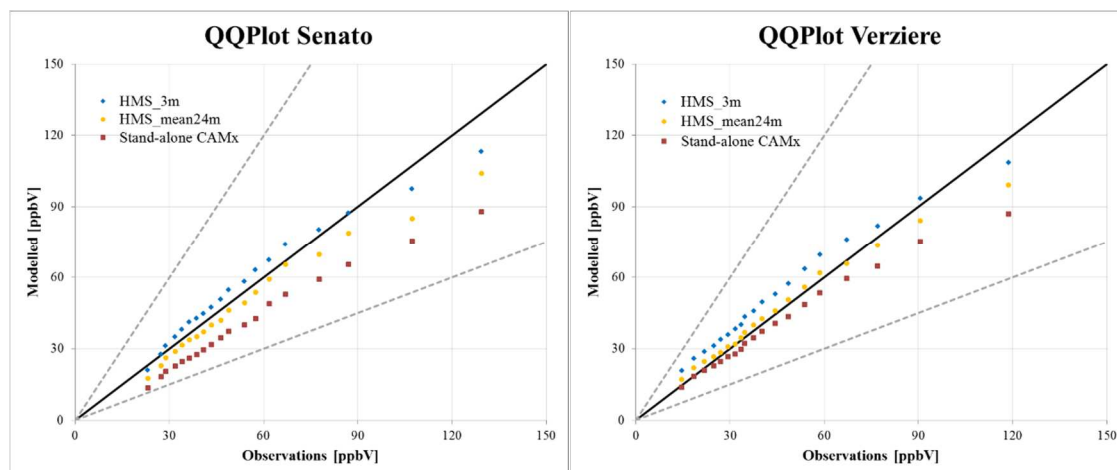 QQPlot Senato
150
120
90
60
30
0
Modelled [ppbV]
HMS_3m
HMS_mean24m
Stand-alone CAMx
0 30 60 90 120 150
Observations [ppbV]
QQPlot Verziere
150
120
90
60
30
0
Modelled [ppbV]
HMS_3m
HMS_mean24m
Stand-alone CAMx
0 30 60 90 120 150
Observations [ppbV]